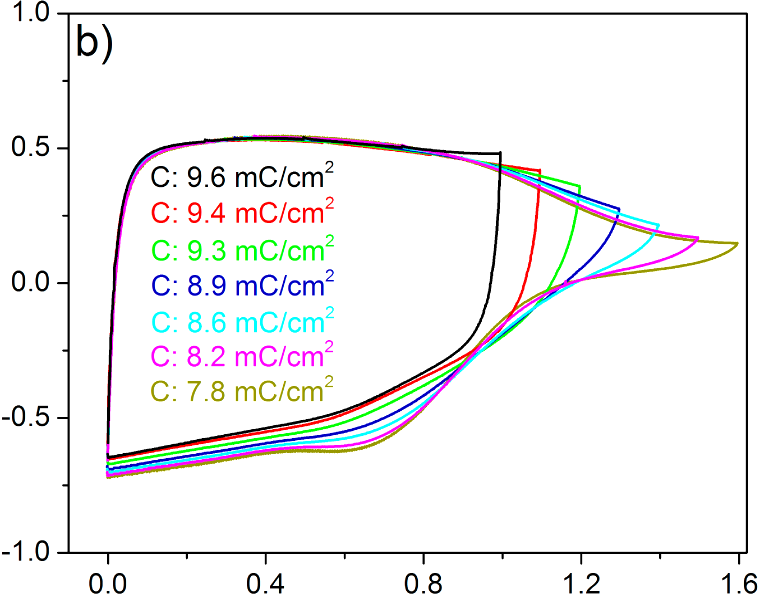 1.0
b)
0.5
C: 9.6 mC/cm²
C: 9.4 mC/cm²
C: 9.3 mC/cm²
0.0
C: 8.9 mC/cm²
C: 8.6 mC/cm²
C: 8.2 mC/cm²
C: 7.8 mC/cm²
-0.5
-1.0
0.0 0.4 0.8 1.2 1.6